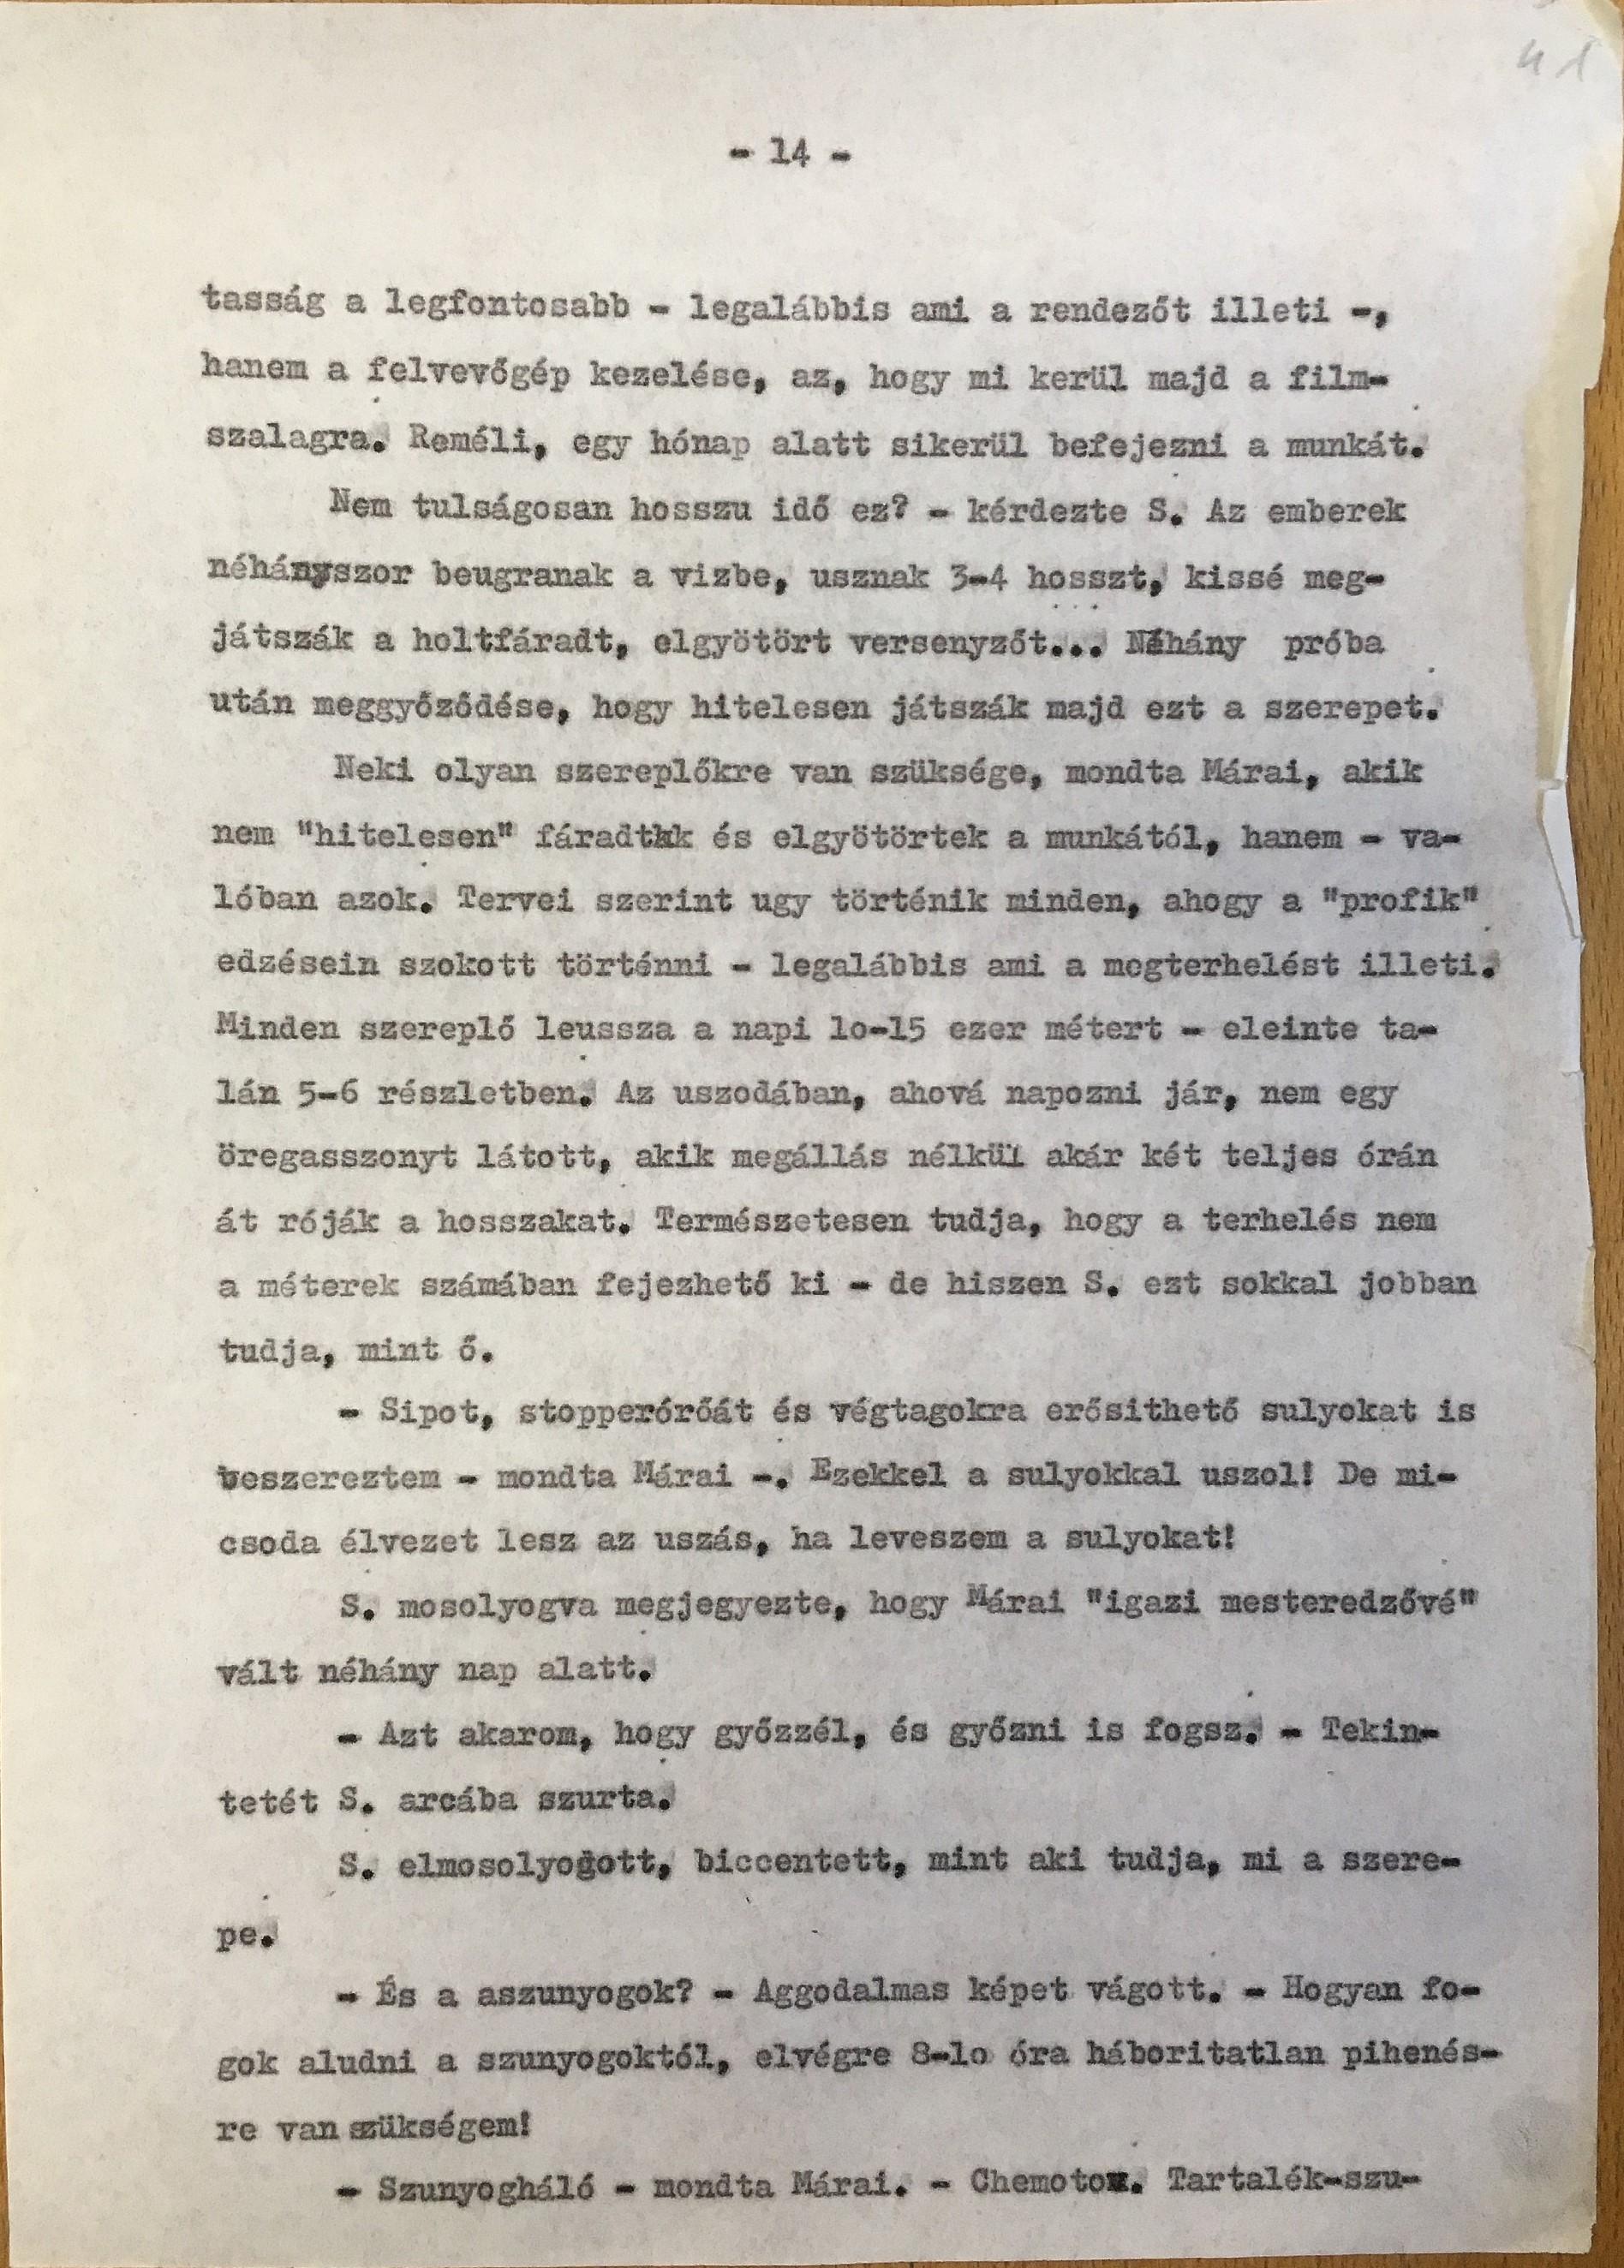 41
- 14 -
tasság a legfontosabb - legalábbis ami a rendezőt illeti -,
hanem a felvevőgép kezelése, az, hogy mi kerül majd a film-
szalagra. Reméli, egy hónap alatt sikerül befejezni a munkát.
Nem tulságosan hosszu idő ez? - kérdezte S. Az emberek
néhányszor beugranak a vizbe, usznak 3-4 hosszt, kissé meg-
játszák a holtfáradt, elgyötört versenyzőt... Néhány próba
után meggyőződése, hogy hitelesen játszák majd ezt a szerepet.
Neki olyan szereplőkre van szüksége, mondta Márai, akik
nem "hitelesen" fáradtak és elgyötörtek a munkától, hanem - va-
lóban azok. Tervei szerint ugy történik minden, ahogy a "profik"
edzésein szokott történni - legalábbis ami a megterhelést illeti.
Minden szereplő leussza a napi lo-15 ezer métert - eleinte ta-
lán 5-6 részletben. Az uszodában, ahová napozni jár, nem egy
öregasszonyt látott, akik megállás nélkül akár két teljes órán
át róják a hosszakat. Természetesen tudja, hogy a terhelés nem
a méterek számában fejezhető ki - de hiszen S. ezt sokkal jobban
tudja, mint ő.
- Sipot, stopperórőát és végtagokra erősithető sulyokat is
beszereztem - mondta Márai -. Ezekkel a sulyokkal uszol! De mi-
csoda élvezet lesz az uszás, ha leveszem a sulyokat!
S. mosolyogva megjegyezte, hogy Márai "igazi mesteredzővé"
vált néhány nap alatt.
- Azt akarom, hogy győzzél, és győzni is fogsz. - Tekin-
tetét S. arcába szurta.
S. elmosolyodott, biccentett, mint aki tudja, mi a szere-
pe.
- És a aszunyogok? - Aggodalmas képet vágott. - Hogyan fo-
gok aludni a szunyogoktól, elvégre 8-lo óra háboritatlan pihenés-
re van szükségem!
- Szunyogháló - mondta Márai. - Chemotox. Tartalék-szu-